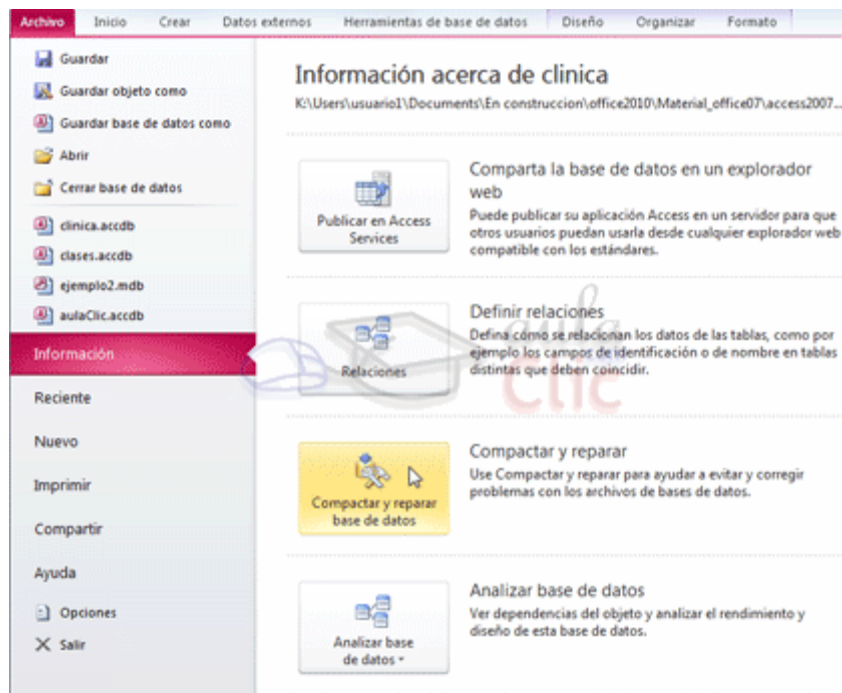 Archivo Inicio Crear Datos externos Herramientas de base de datos Diseño Organizar Formato
Guardar
Guardar objeto como
Guardar base de datos como
Abrir
Cerrar base de datos
clinica.accdb
clases.accdb
ejemplo2.mdb
aulaClic.accdb
Información
Reciente
Nuevo
Imprimir
Compartir
Ayuda
Opciones
Salir
Información acerca de clinica
K:\Users\usuario1\Documents\En construccion\office2010\Material_office07\access2007...
Publicar en Access
Services
Comparta la base de datos en un explorador
web
Puede publicar su aplicación Access en un servidor para que
otros usuarios puedan usarla desde cualquier explorador web
compatible con los estándares.
Relaciones
Definir relaciones
Defina cómo se relacionan los datos de las tablas, como por
ejemplo los campos de identificación o de nombre en tablas
distintas que deben coincidir.
aula
Clic
Compactar y reparar
base de datos
Compactar y reparar
Use Compactar y reparar para ayudar a evitar y corregir
problemas con los archivos de bases de datos.
Analizar base
de datos
Analizar base de datos
Ver dependencias del objeto y analizar el rendimiento y
diseño de esta base de datos.